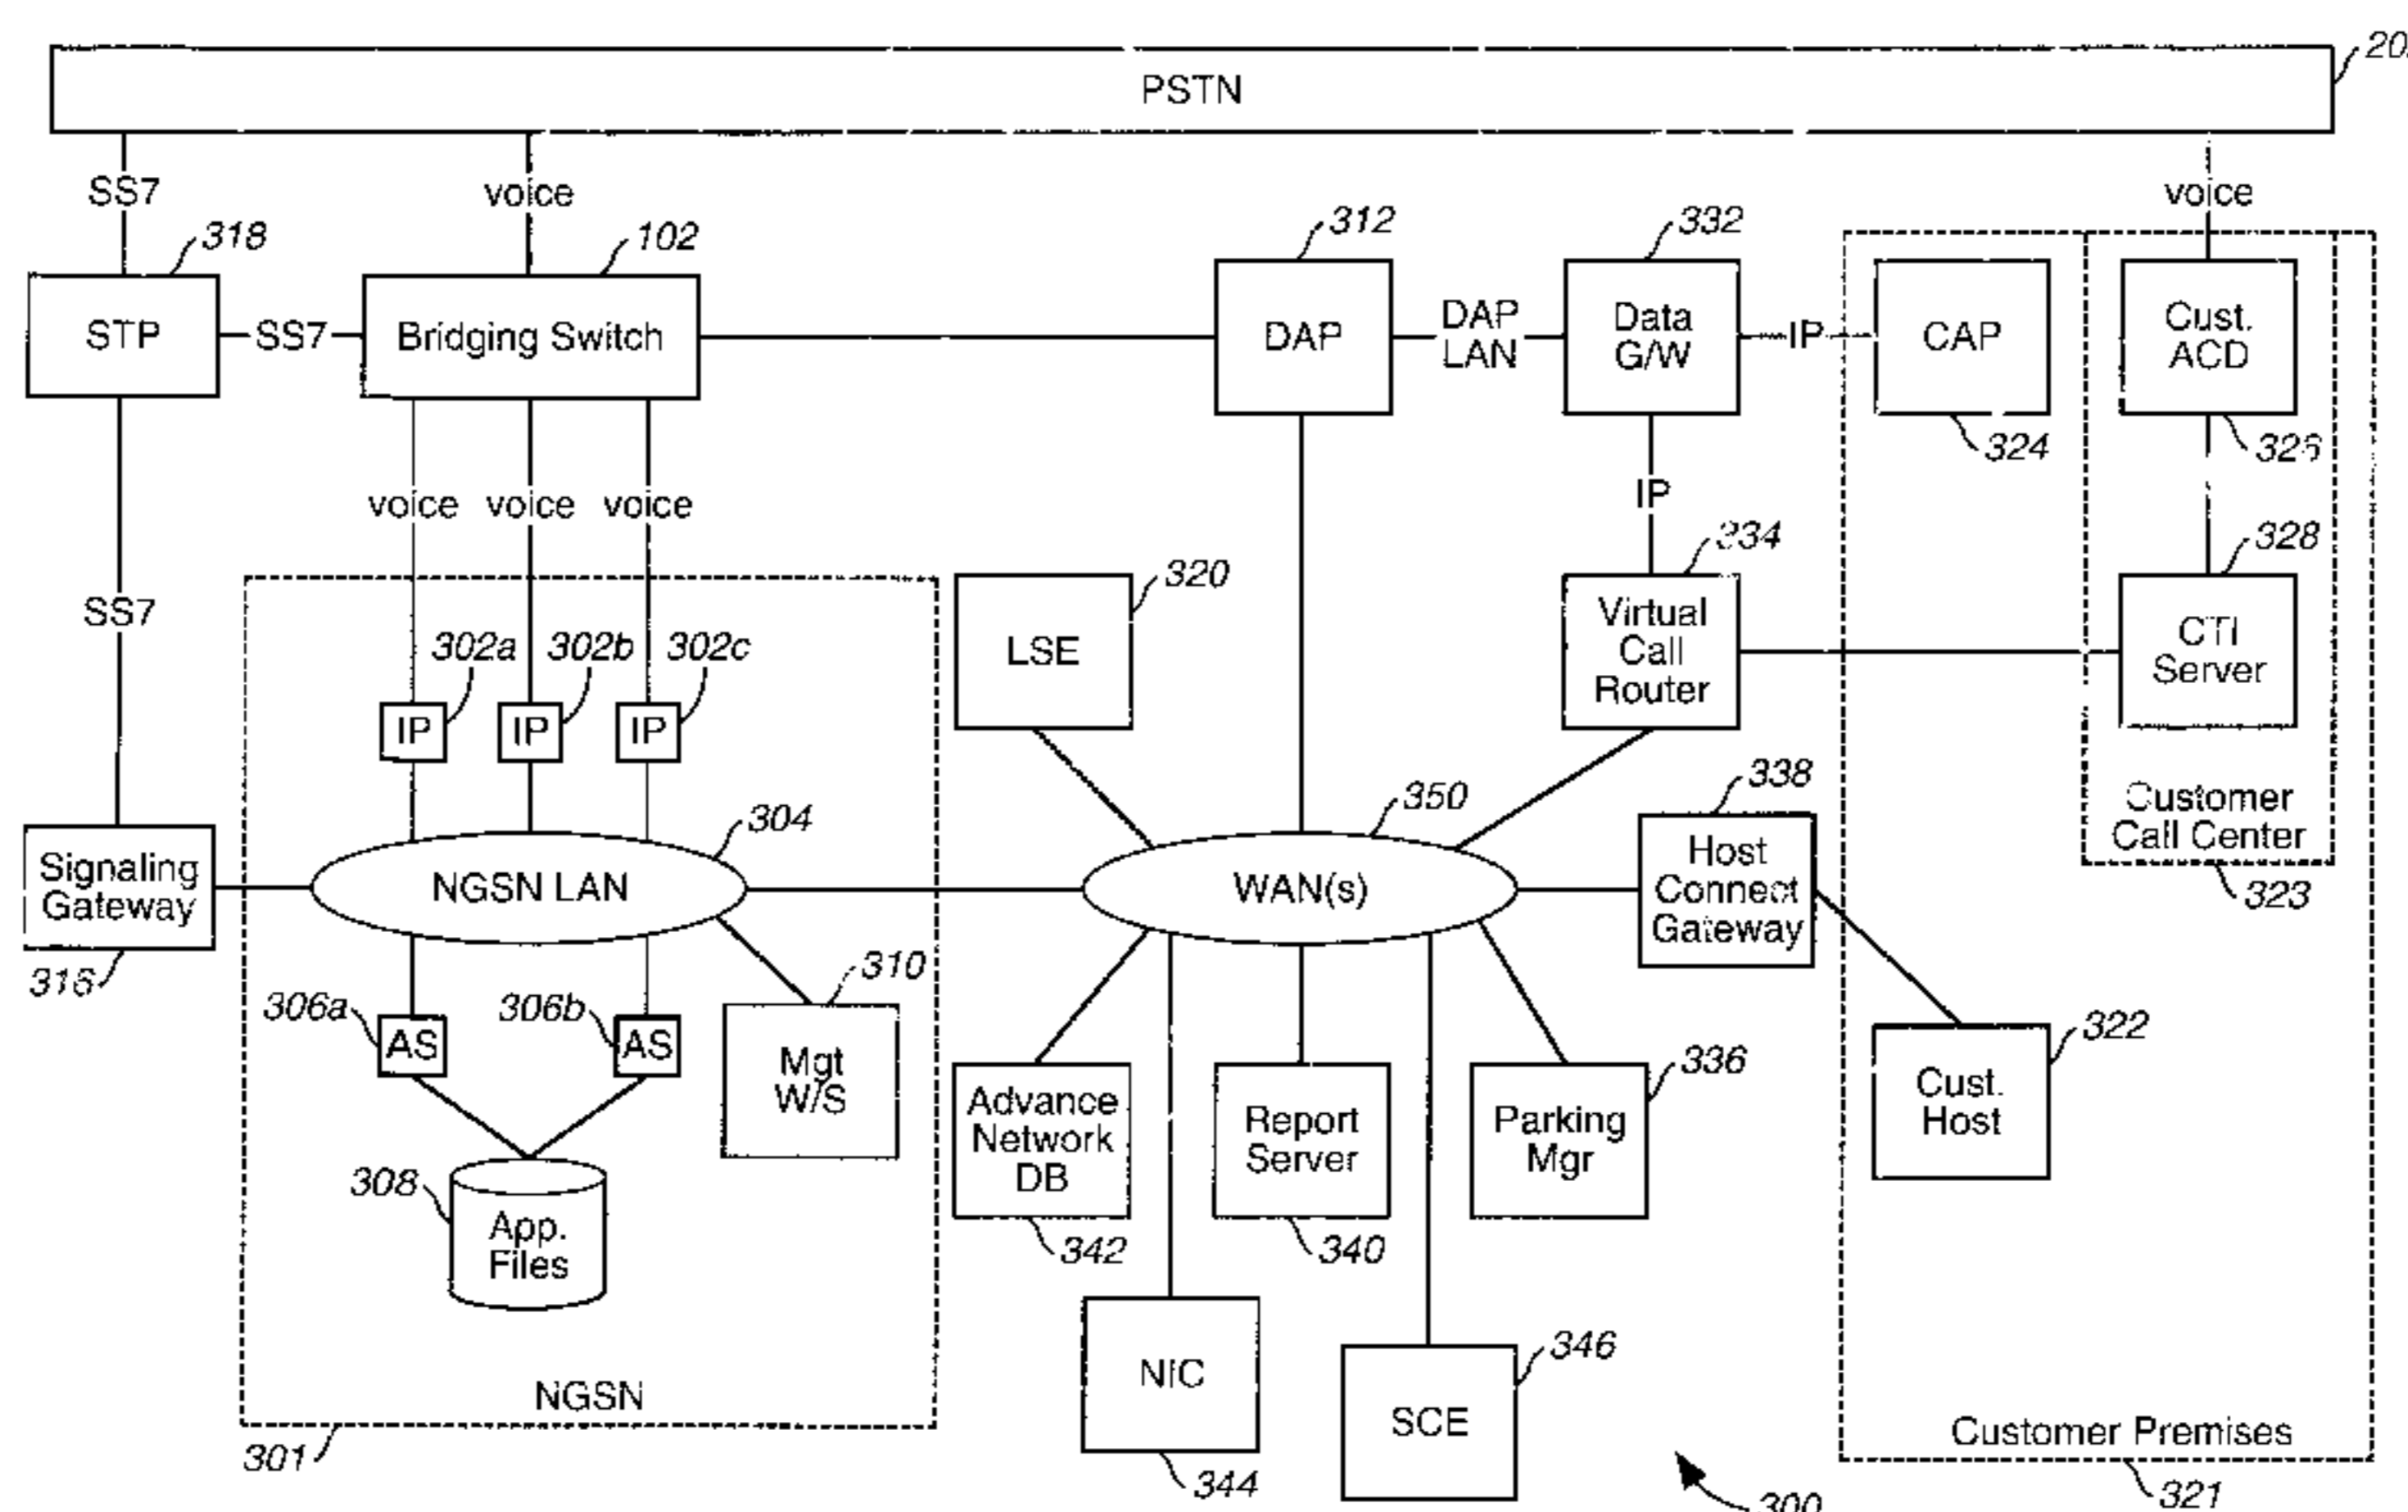 PSTN
SS7
voice
voice
318
102
312
332
STP
SS7
Bridging Switch
DAP
DAP
LAN
Data
G/W
IP
CAP
Cust.
ACD
324
326
voice
voice
voice
IP
SS7
320
334
328
LSE
Virtual
Call
Router
CTI
Server
302a
302b
302c
IP
IP
IP
304
350
338
Customer
Call Center
323
Signaling
Gateway
316
NGSN LAN
WAN(s)
Host
Connect
Gateway
310
306a
306b
AS
AS
Mgt
W/S
Advance
Network
DB
Report
Server
Parking
Mgr
336
Cust.
Host
322
308
App.
Files
342
340
NIC
344
SCE
346
NGSN
301
Customer Premises
321
300